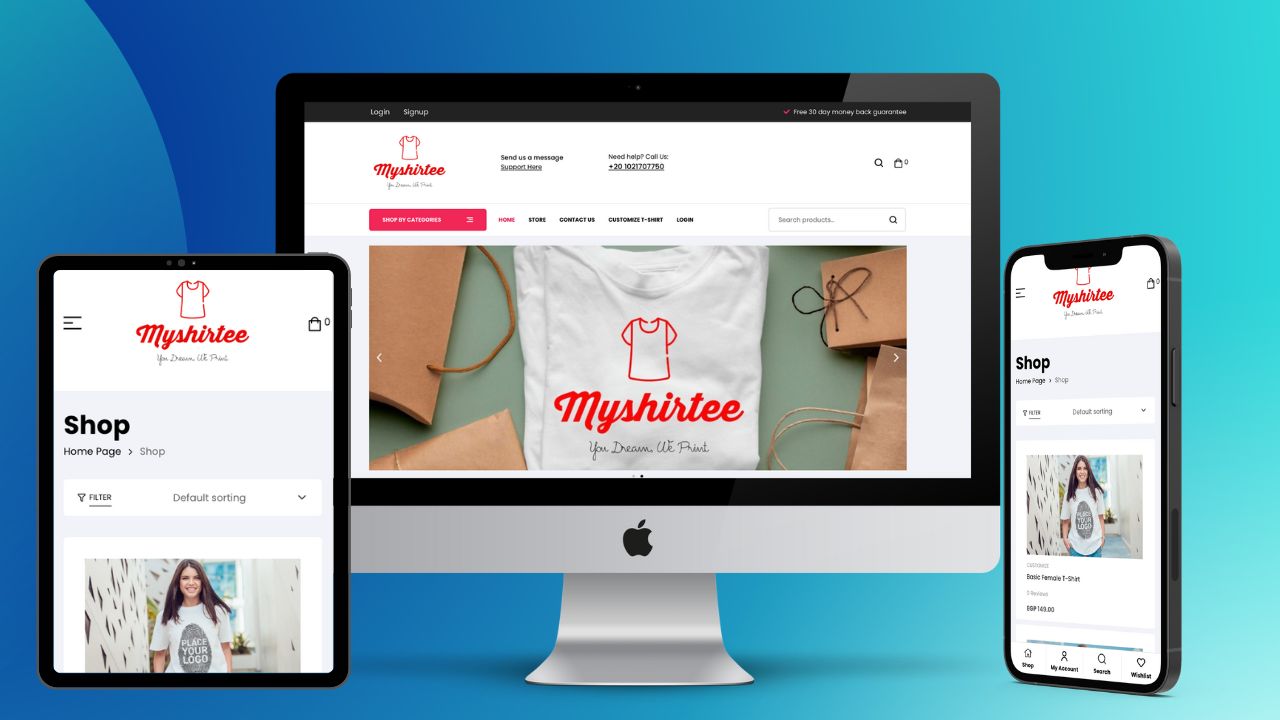 Login Signup
Free 30 day money back guarantee
Myshirtee
You Dream, We Print
Send us a message
Support Here
Need help? Call Us:
+20 1021707750
0
SHOP BY CATEGORIES
HOME STORE CONTACT US CUSTOMIZE T-SHIRT LOGIN
Search products...
Myshirtee
You Dream, We Print
Myshirtee
You Dream, We Print
0
Shop
Home Page > Shop
FILTER
Default sorting
PLACE
YOUR
LOGO
Myshirtee
You Dream, We Print
0
Shop
Home Page > Shop
FILTER
Default sorting
PLACE
YOUR
LOGO
CUSTOMIZE
Basic Female T-Shirt
0 Reviews
EGP 149.00
Shop My Account Search Wishlist